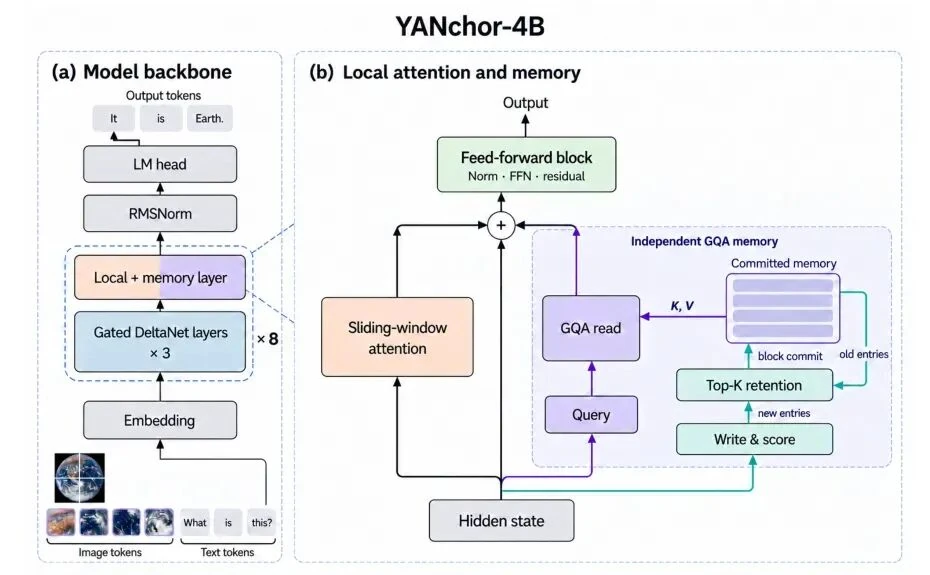 YANchor-4B
(a) Model backbone
Output tokens
It
is
Earth.
LM head
RMSNorm
Local + memory layer
Gated DeltaNet layers
× 3
× 8
Embedding
What
is
this?
Image tokens
Text tokens
(b) Local attention and memory
Output
Feed-forward block
Norm · FFN · residual
+
Independent GQA memory
Committed memory
Sliding-window
attention
GQA read
K, V
block commit
old entries
Top-K retention
new entries
Query
Write & score
Hidden state